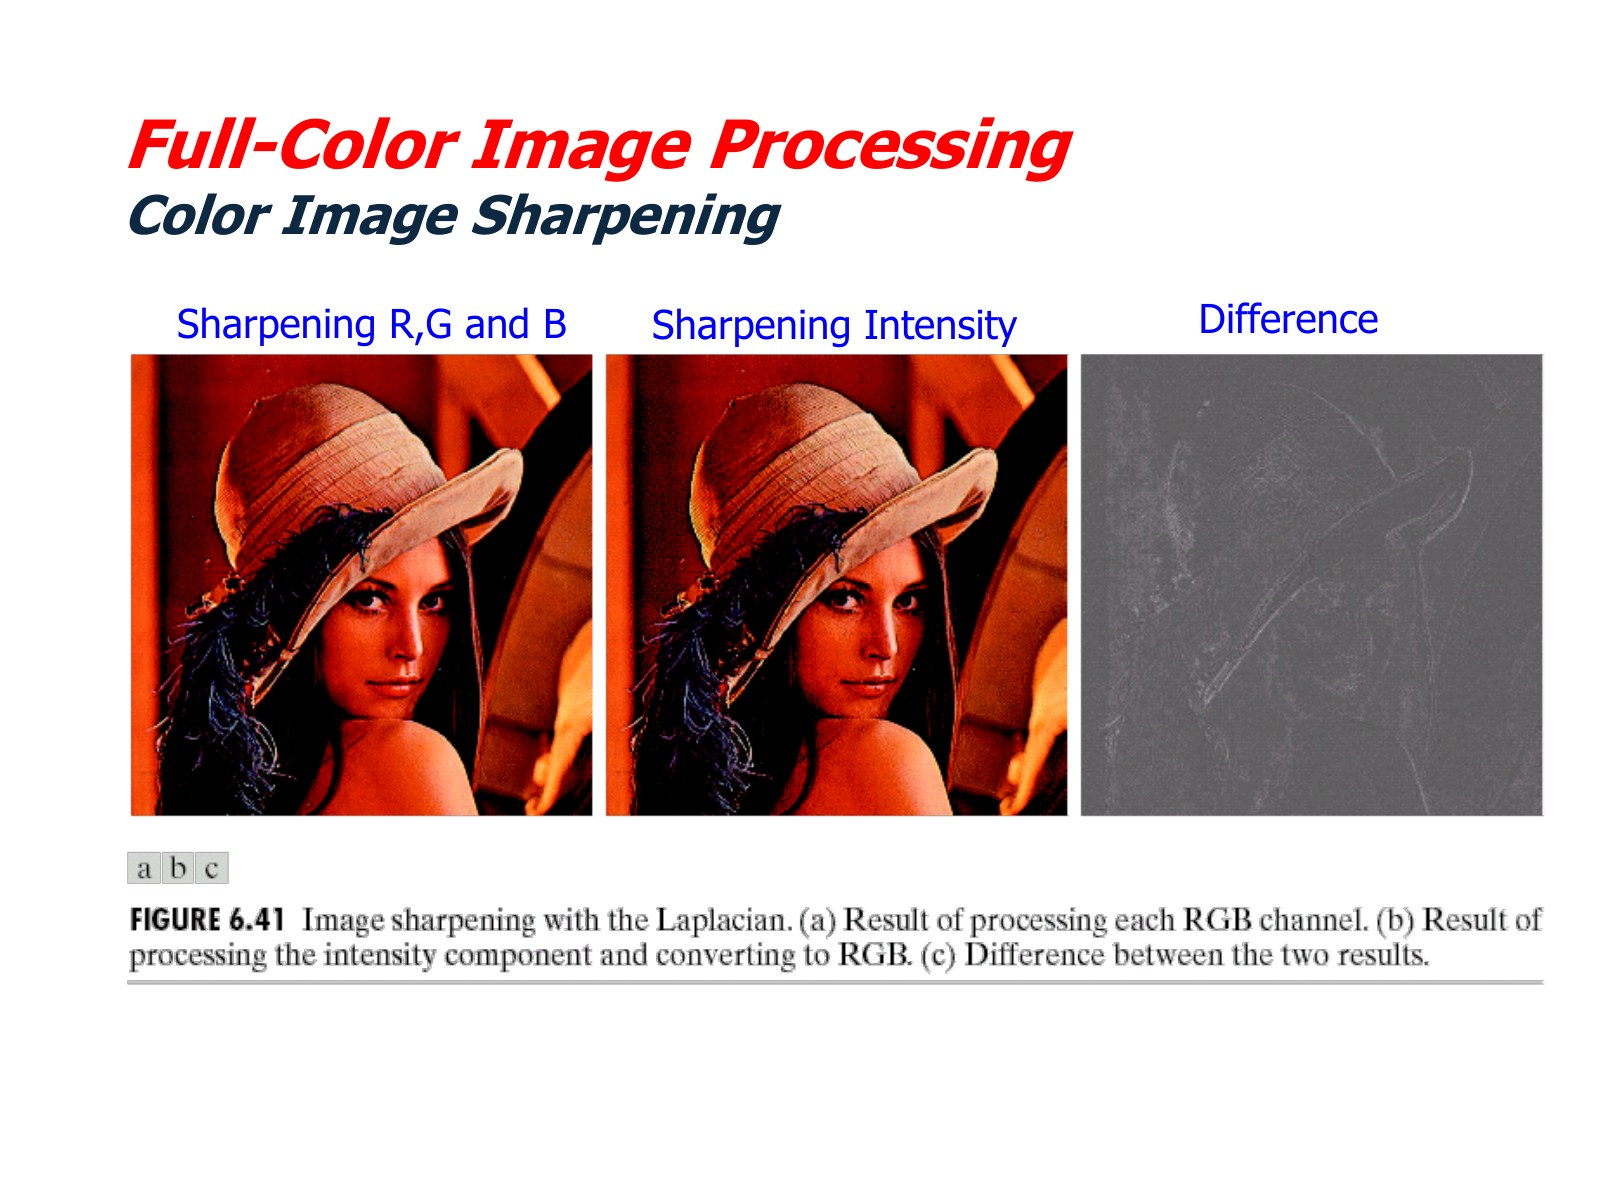 Full-Color Image Processing
Color Image Sharpening
Sharpening R,G and B
Sharpening Intensity
Difference
a b c
FIGURE 6.41 Image sharpening with the Laplacian. (a) Result of processing each RGB channel. (b) Result of
processing the intensity component and converting to RGB. (c) Difference between the two results.